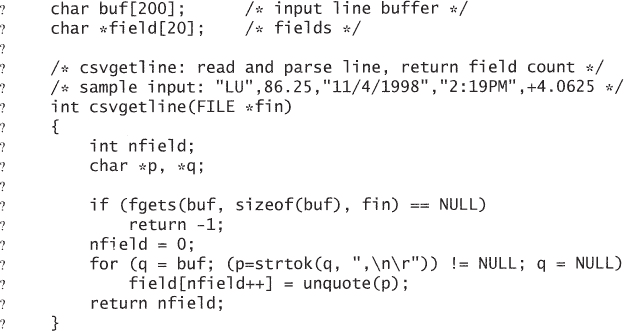 ?     char buf[200];      /* input line buffer */
?     char *field[20];    /* fields */
?
?     /* csvgetline: read and parse line, return field count */
?     /* sample input: "LU",86.25,"11/4/1998","2:19PM",+4.0625 */
?     int csvgetline(FILE *fin)
?     {
?         int nfield;
?         char *p, *q;
?
?         if (fgets(buf, sizeof(buf), fin) == NULL)
?             return -1;
?         nfield = 0;
?         for (q = buf; (p=strtok(q, ",\n\r")) != NULL; q = NULL)
?             field[nfield++] = unquote(p);
?         return nfield;
?     }